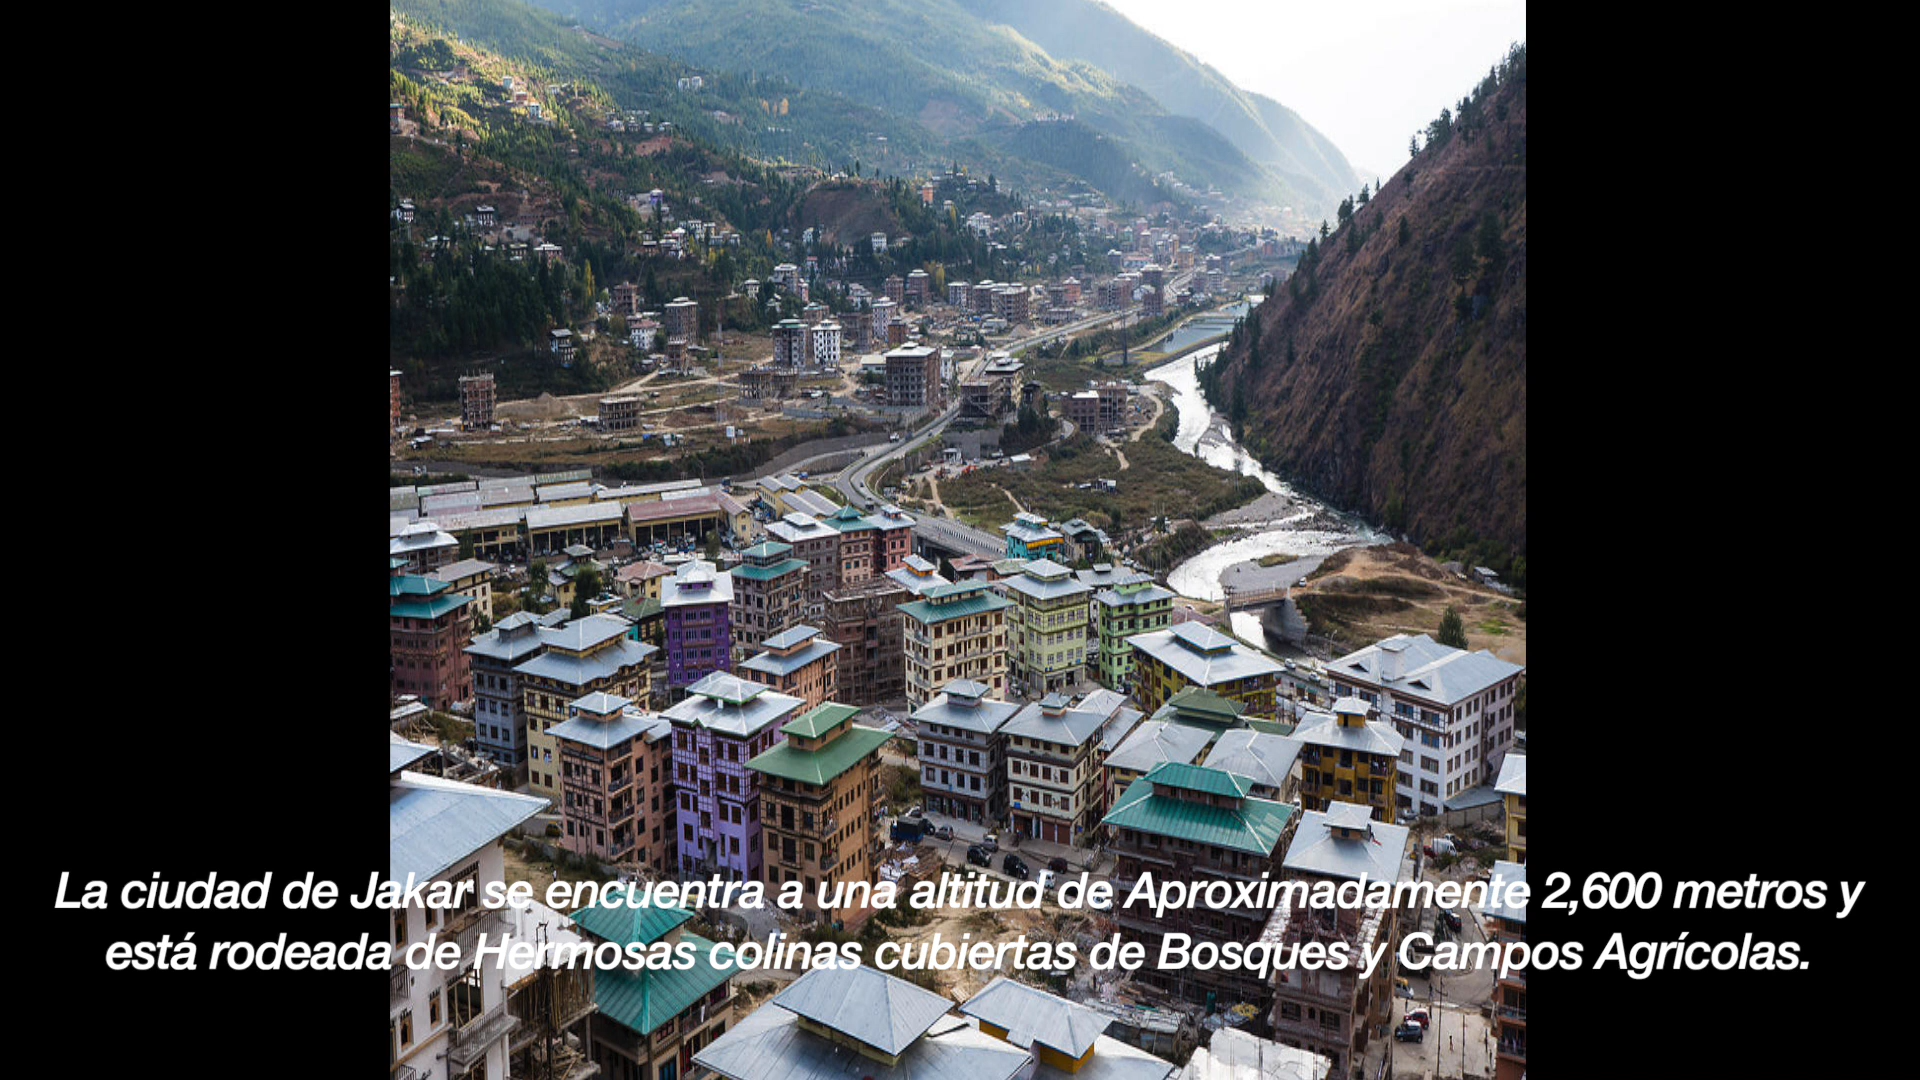 La ciudad de Jakar se encuentra a una altitud de Aproximadamente 2,600 metros y
está rodeada de Hermosas colinas cubiertas de Bosques y Campos Agrícolas.